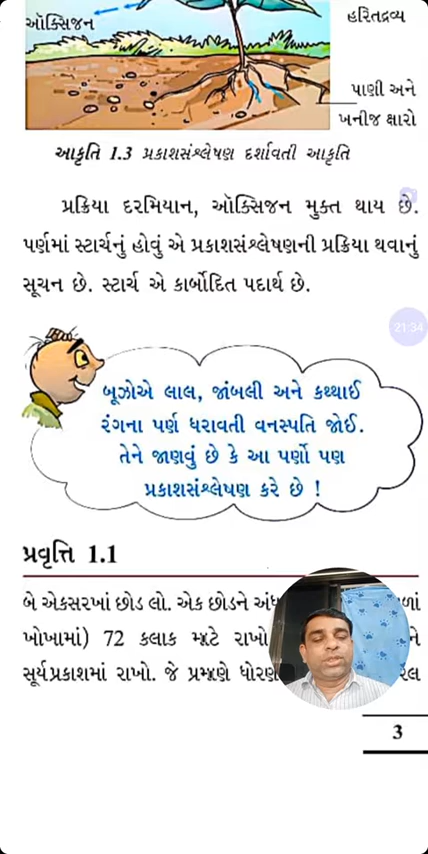 ઑક્સિજન
હરિતદ્રવ્ય
પાણી અને
ખનીજ ક્ષારો
આકૃતિ 1.3 પ્રકાશસંશ્લેષણ દર્શાવતી આકૃતિ
પ્રક્રિયા દરમિયાન, ઑક્સિજન મુક્ત થાય છે.
પર્ણમાં સ્ટાર્ચનું હોવું એ પ્રકાશસંશ્લેષણની પ્રક્રિયા થવાનું
સૂચન છે. સ્ટાર્ચ એ કાર્બોદિત પદાર્થ છે.
21:34
બૂઝોએ લાલ, જાંબલી અને કથ્થાઈ
રંગના પર્ણ ધરાવતી વનસ્પતિ જોઈ.
તેને જાણવું છે કે આ પર્ણો પણ
પ્રકાશસંશ્લેષણ કરે છે !
પ્રવૃત્તિ 1.1
બે એકસરખાં છોડ લો. એક છોડને
ખોખામાં) 72 કલાક માટે રાખો
સૂર્યપ્રકાશમાં રાખો. જે પ્રમાણે
3